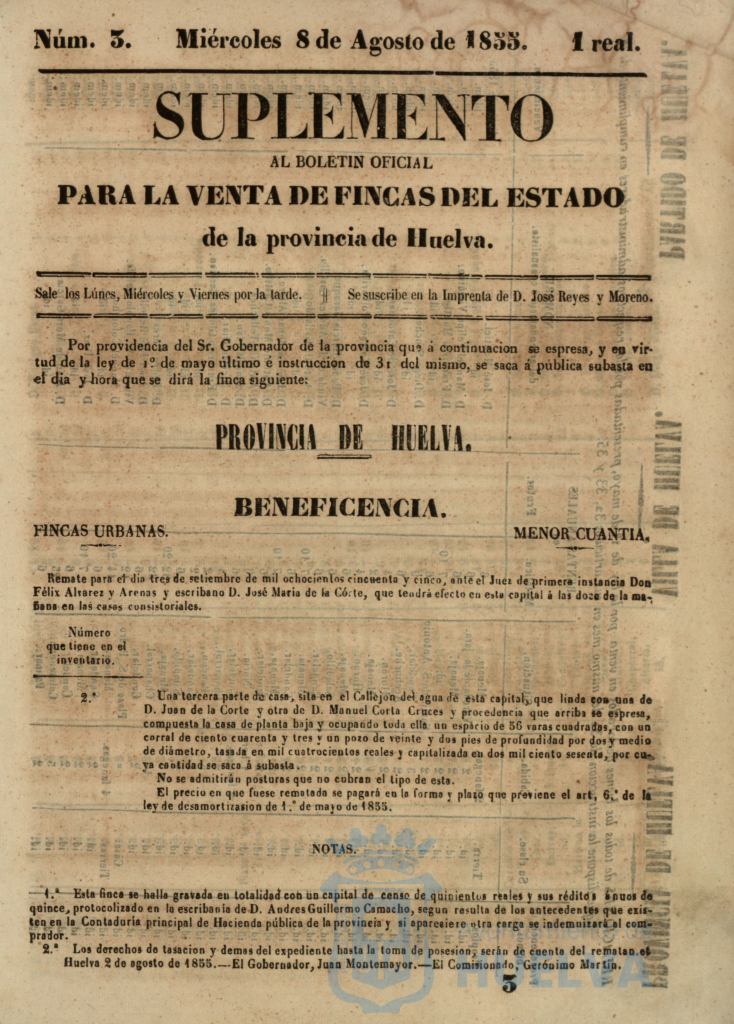 Núm. 3. Miércoles 8 de Agosto de 1855. 1 real.
SUPLEMENTO
AL BOLETIN OFICIAL
PARA LA VENTA DE FINCAS DEL ESTADO
de la provincia de Huelva.
Sale los Lúnes, Miércoles y Viernes por la tarde. Se suscribe en la Imprenta de D. José Reyes y Moreno.
Por providencia del Sr. Gobernador de la provincia que á continuacion se espresa, y en vir-
tud de la ley de 1º de mayo último é instruccion de 31 del mismo, se saca á pública subasta en
el dia y hora que se dirá la finca siguiente:
PROVINCIA DE HUELVA.
BENEFICENCIA.
FINCAS URBANAS. MENOR CUANTIA.
Remate para el dia tres de setiembre de mil ochocientos cincuenta y cinco, ante el Juez de primera instancia Don
Félix Alvarez y Arenas y escribano D. José Maria de la Córte, que tendrá efecto en esta capital á las doze de la ma-
ñana en las casas consistoriales.
Número
que tiene en el
inventario.
2.º Una tercera parte de casa, sita en el Callejon del agua de esta capital, que linda con una de
D. Juan de la Corte y otra de D. Manuel Corta Cruces y procedencia que arriba se espresa,
compuesta la casa de planta baja y ocupando toda ella un espacio de 56 varas cuadradas, con un
corral de ciento cuarenta y tres y un pozo de veinte y dos pies de profundidad por dos y medio
de diámetro, tasada en mil cuatrocientos reales y capitalizada en dos mil ciento sesenta, por cu-
ya cantidad se saca á subasta.
No se admitirán posturas que no cubran el tipo de esta.
El precio en que fuese rematada se pagará en la forma y plazo que previene el art, 6.º de la
ley de desamortizasion de 1.º de mayo de 1855.
NOTAS.
1.ª Esta finca se halla gravada en totalidad con un capital de censo de quinientos reales y sus réditos ánuos de
quince, protocolizado en la escribania de D. Andres Guillermo Camacho, segun resulta de los antecedentes que exis-
ten en la Contaduría principal de Hacienda pública de la provincia y si apareciere otra carga se indemnizará al com-
prador.
2.ª Los derechos de tasacion y demas del expediente hasta la toma de posesion, serán de cuenta del rematan.et
Huelva 2 de agosto de 1855.—El Gobernador, Juan Montemayor.—El Comisionado, Gerónimo Martin.
3
HUELVA